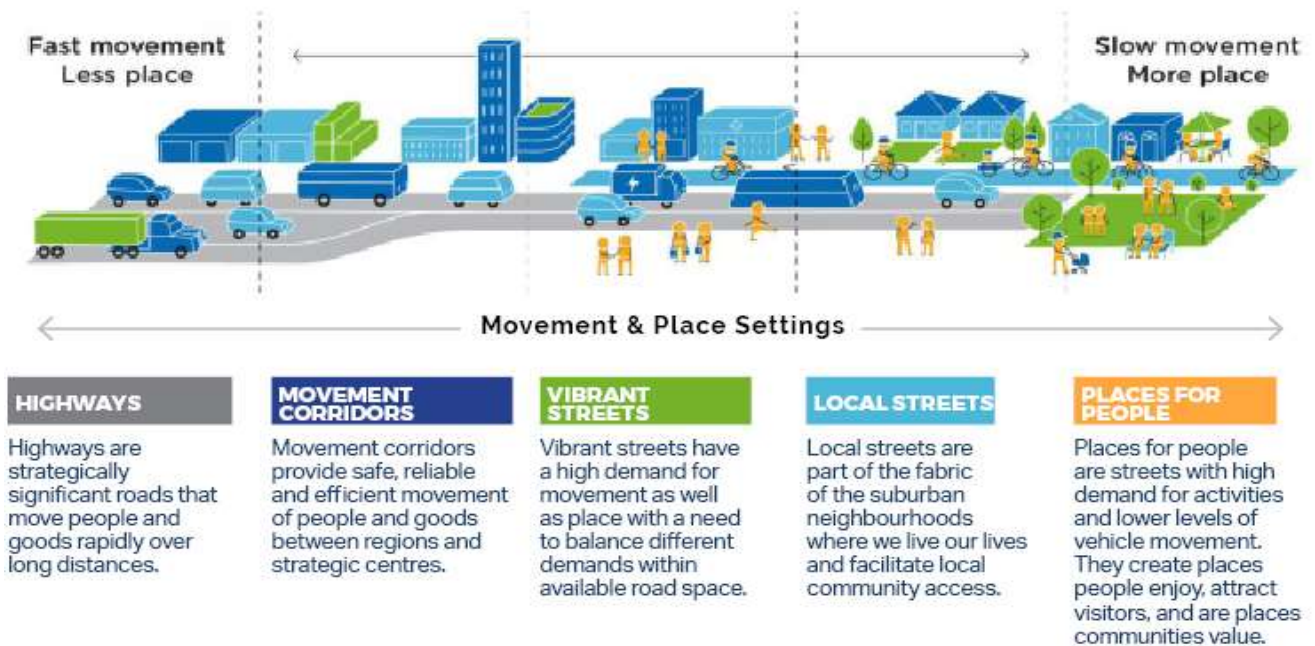 Fast movement
Less place
Slow movement
More place
Movement & Place Settings
HIGHWAYS
Highways are
strategically
significant roads that
move people and
goods rapidly over
long distances.
MOVEMENT
CORRIDORS
Movement corridors
provide safe, reliable
and efficient movement
of people and goods
between regions and
strategic centres.
VIBRANT
STREETS
Vibrant streets have
a high demand for
movement as well
as place with a need
to balance different
demands within
available road space.
LOCAL STREETS
Local streets are
part of the fabric
of the suburban
neighbourhoods
where we live our lives
and facilitate local
community access.
PLACES FOR
PEOPLE
Places for people
are streets with high
demand for activities
and lower levels of
vehicle movement.
They create places
people enjoy, attract
visitors, and are places
communities value.